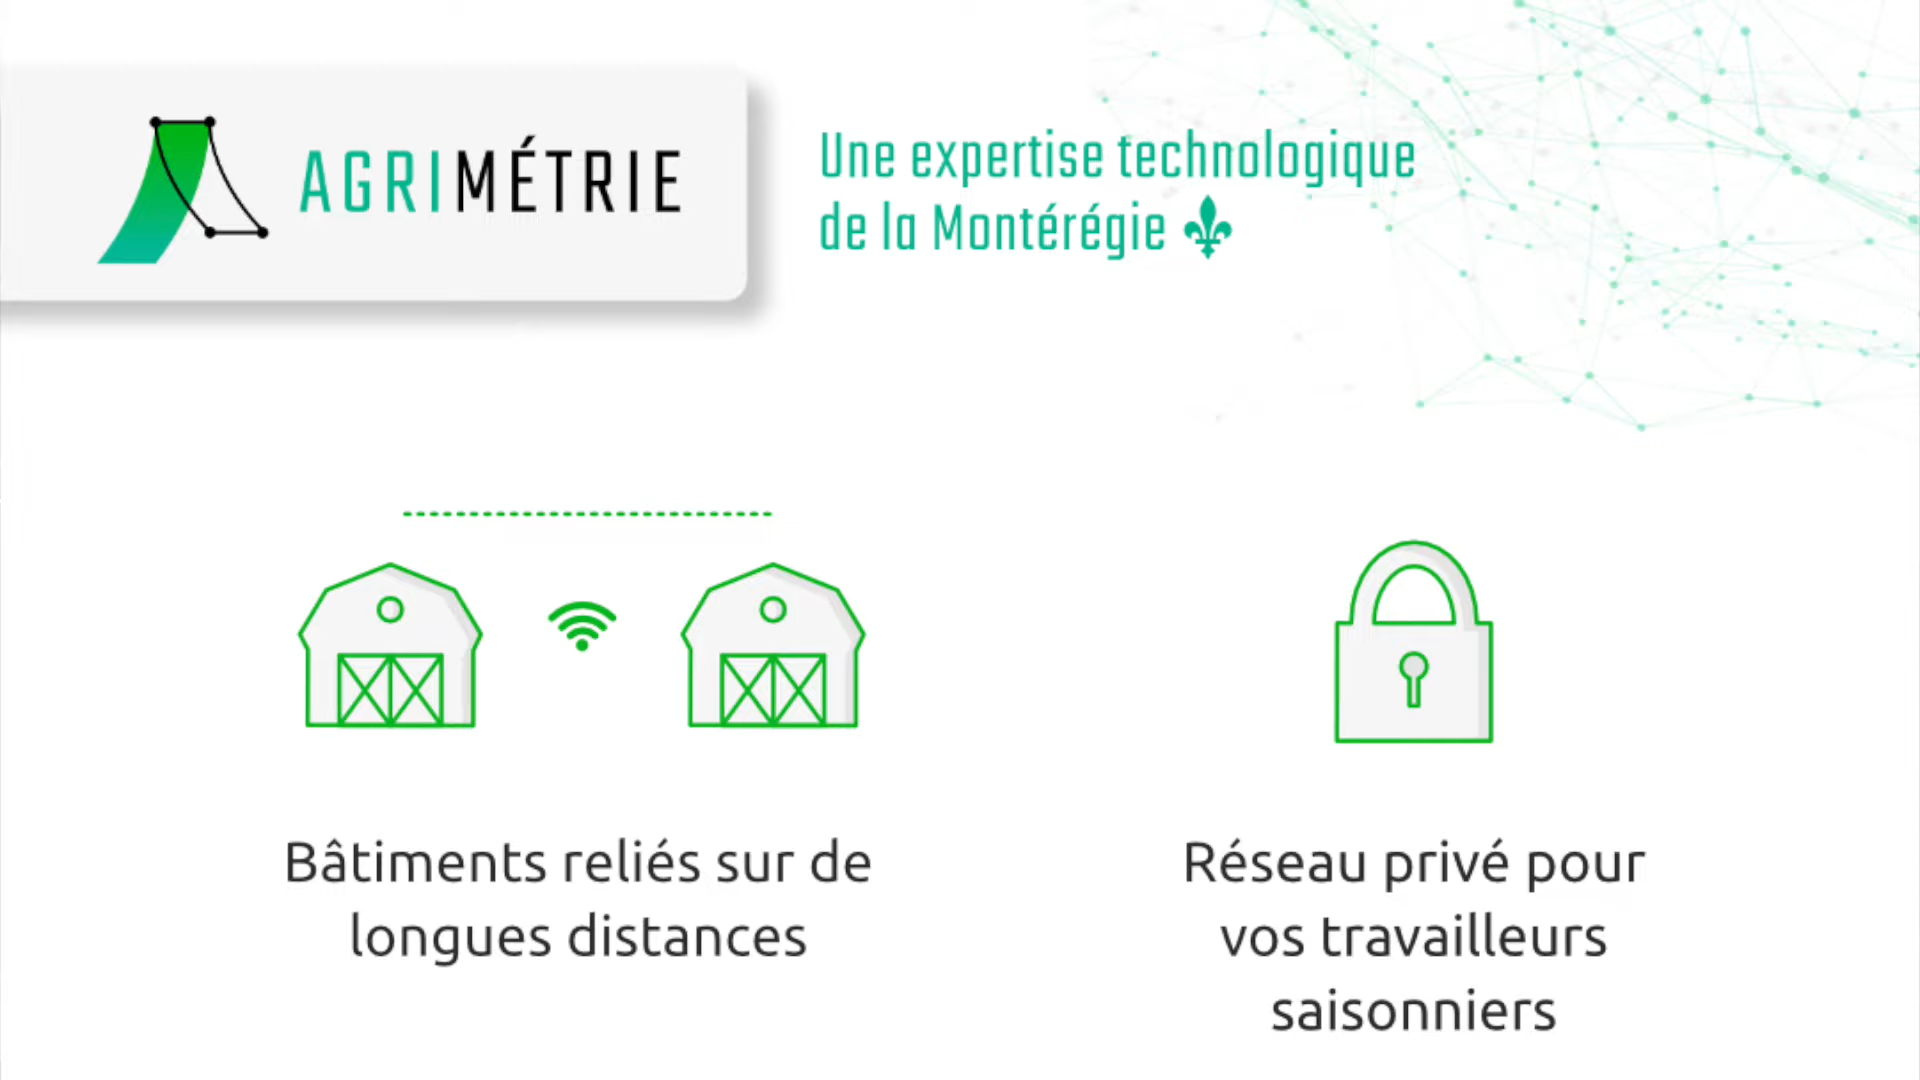 AGRIMÉTRIE
Une expertise technologique
de la Montérégie
Bâtiments reliés sur de
longues distances
Réseau privé pour
vos travailleurs
saisonniers